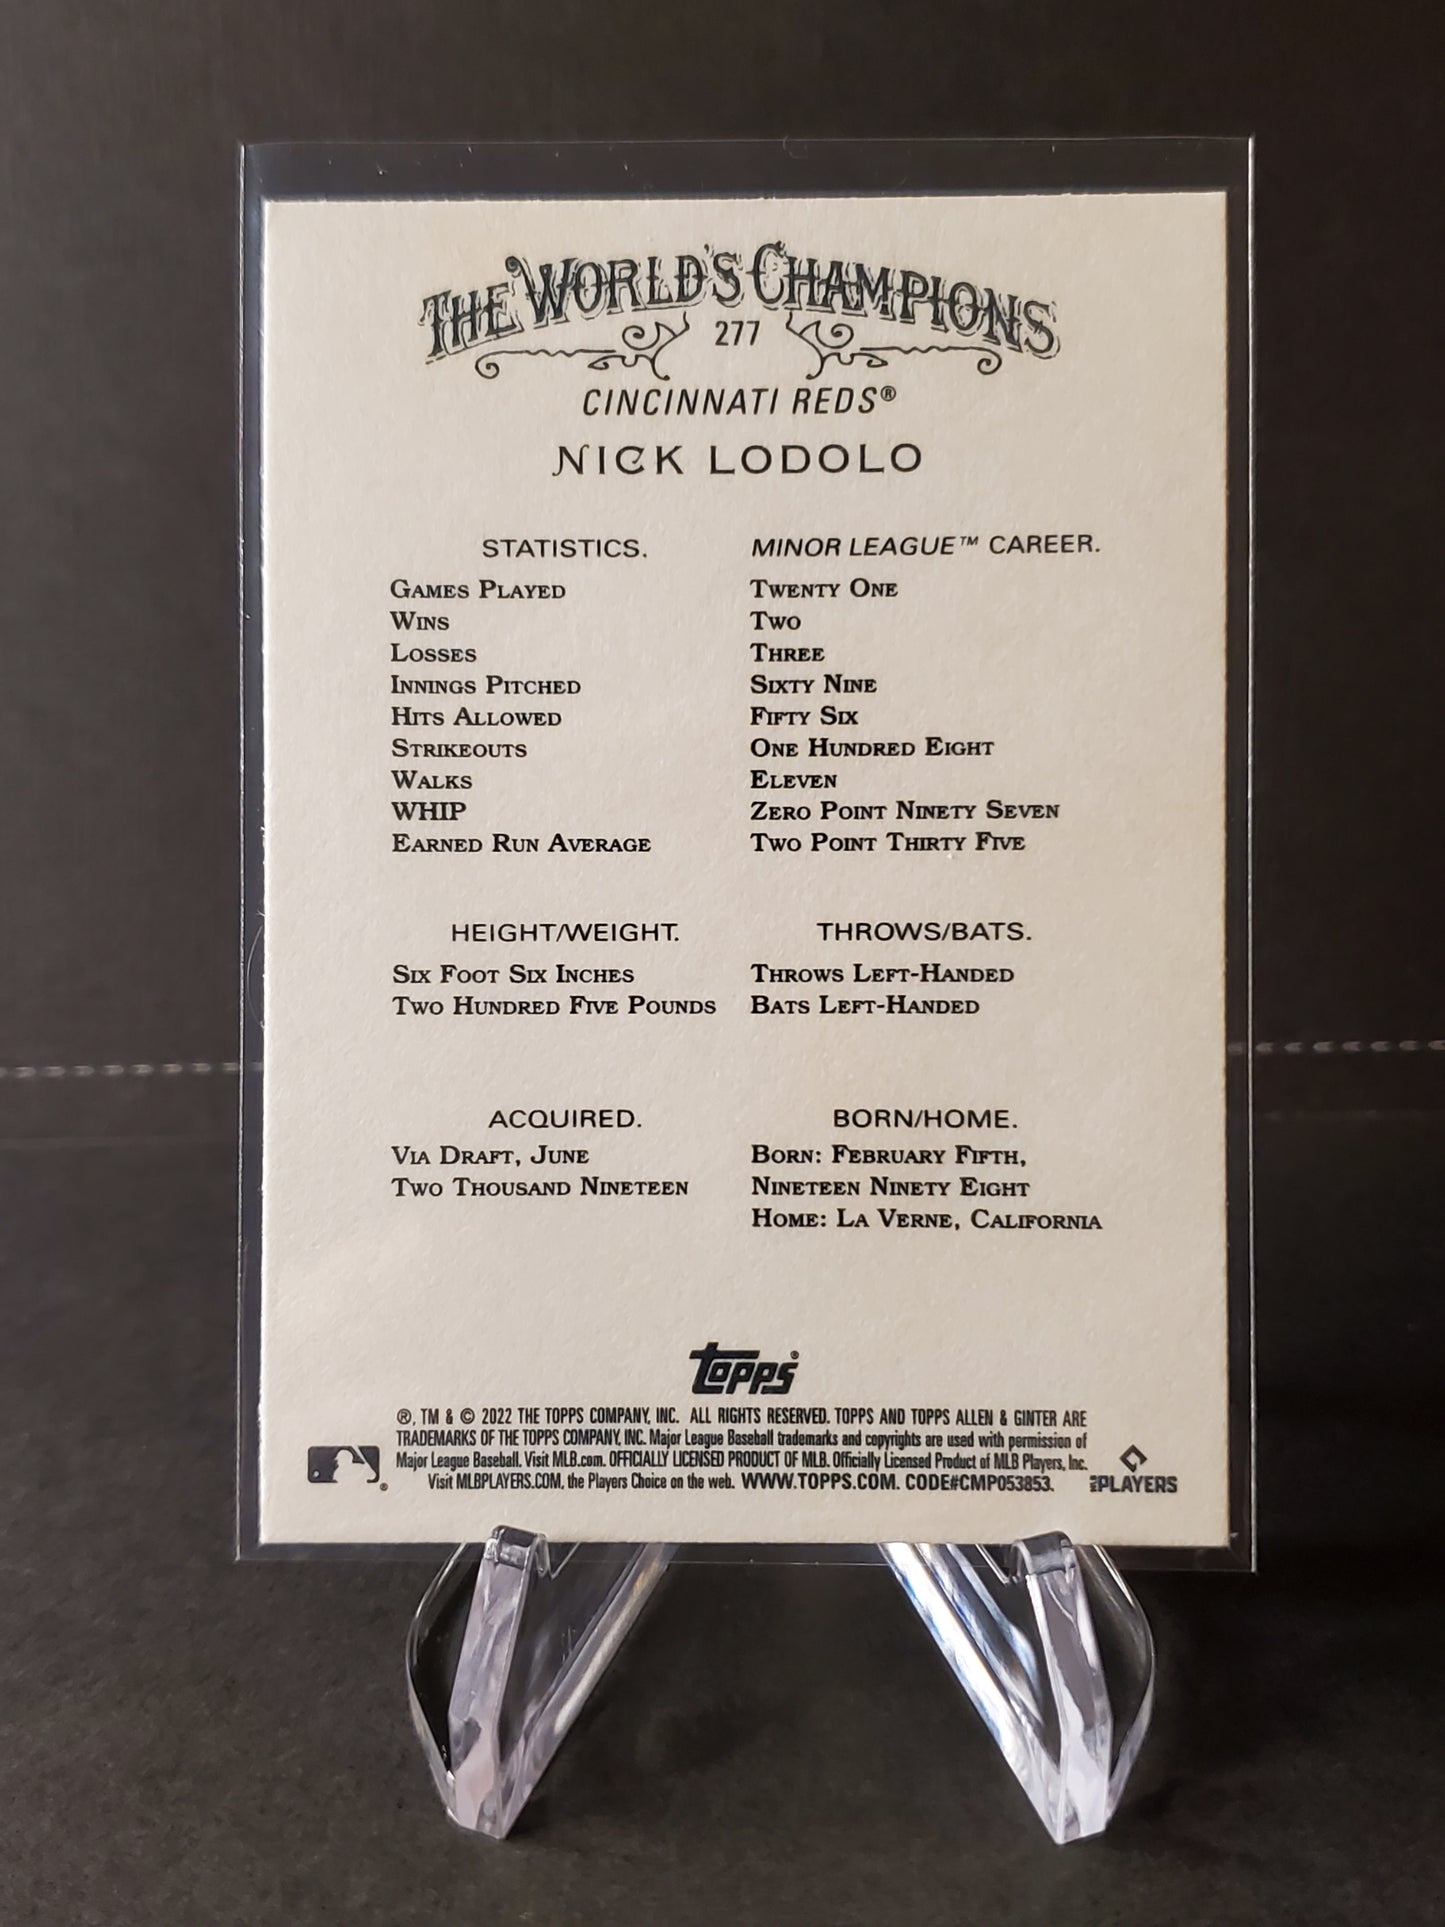 THE WORLD'S CHAMPIONS
277
CINCINNATI REDS®
NICK LODOLO
STATISTICS. MINOR LEAGUE™ CAREER.
GAMES PLAYED TWENTY ONE
WINS TWO
LOSSES THREE
INNINGS PITCHED SIXTY NINE
HITS ALLOWED FIFTY SIX
STRIKEOUTS ONE HUNDRED EIGHT
WALKS ELEVEN
WHIP ZERO POINT NINETY SEVEN
EARNED RUN AVERAGE TWO POINT THIRTY FIVE
HEIGHT/WEIGHT.
SIX FOOT SIX INCHES
TWO HUNDRED FIVE POUNDS
THROWS/BATS.
THROWS LEFT-HANDED
BATS LEFT-HANDED
ACQUIRED.
VIA DRAFT, JUNE
TWO THOUSAND NINETEEN
BORN/HOME.
BORN: FEBRUARY FIFTH,
NINETEEN NINETY EIGHT
HOME: LA VERNE, CALIFORNIA
TOPPS®
®, TM & © 2022 THE TOPPS COMPANY, INC. ALL RIGHTS RESERVED. TOPPS AND TOPPS ALLEN & GINTER ARE
TRADEMARKS OF THE TOPPS COMPANY, INC. Major League Baseball trademarks and copyrights are used with permission of
Major League Baseball. Visit MLB.com. OFFICIALLY LICENSED PRODUCT OF MLB. Officially Licensed Product of MLB Players, Inc.
Visit MLBPLAYERS.COM, the Players Choice on the web. WWW.TOPPS.COM. CODE#CMP053853.
MLB PLAYERS